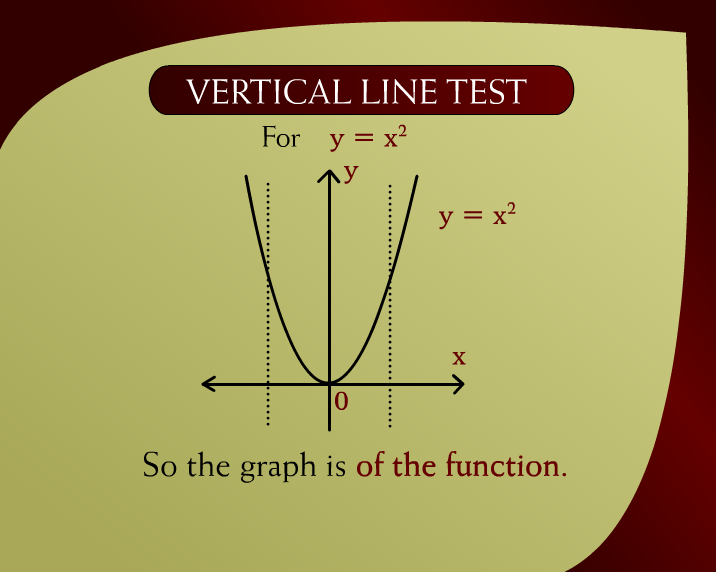 VERTICAL LINE TEST
For y = x²
y
y = x²
x
0
So the graph is of the function.